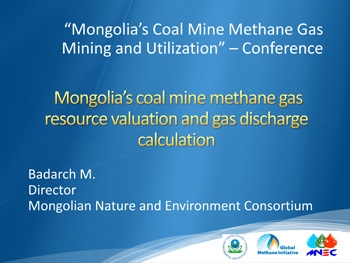 “Mongolia’s Coal Mine Methane Gas
Mining and Utilization” – Conference
Mongolia’s coal mine methane gas
resource valuation and gas discharge
calculation
Badarch M.
Director
Mongolian Nature and Environment Consortium
Global
Methane Initiative
MNEC